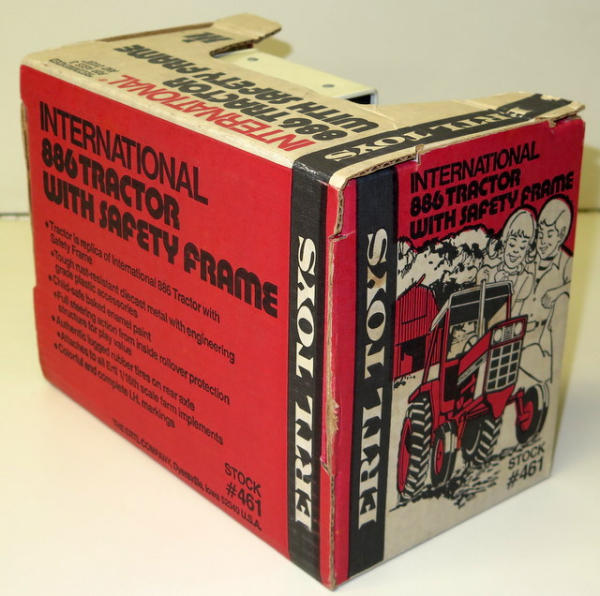 INTERNATIONAL
886 TRACTOR
WITH SAFETY FRAME
INTERNATIONAL
886 TRACTOR
WITH SAFETY FRAME
•Tractor is replica of International 886 Tractor with
Safety Frame
•Tough rust-resistant diecast metal with engineering
grade plastic accessories
•Child-safe baked enamel paint
•Full steering action from inside rollover protection
structure for play value
•Authentic lugged rubber tires on rear axle
•Attaches to all Ertl 1/16th scale farm implements
•Colorful and complete I.H. markings
THE ERTL COMPANY, Dyersville, Iowa 52040 U.S.A.
STOCK
#461
ERTL TOYS
ERTL TOYS
INTERNATIONAL
886 TRACTOR
WITH SAFETY FRAME
ERTL TOYS
STOCK
#461